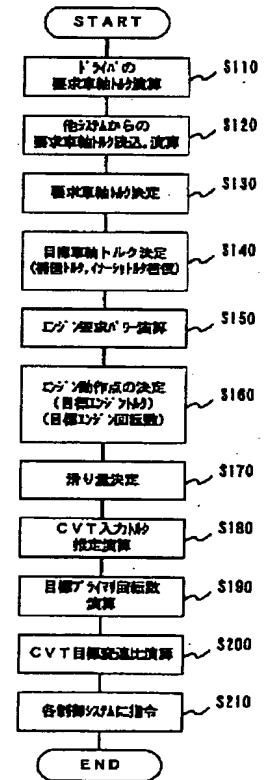 START
ドライバの
要求車軸トルク演算
S110
他システムからの
要求車軸トルク読込,演算
S120
要求車軸トルク決定
S130
目標車軸トルク決定
(補機トルク,イナーシャトルク考慮)
S140
エンジン要求パワー演算
S150
エンジン動作点の決定
(目標エンジントルク)
(目標エンジン回転数)
S160
滑り量決定
S170
CVT入力トルク
推定演算
S180
目標プライマリ回転数
演算
S190
CVT目標変速比演算
S200
各制御システムに指令
S210
END